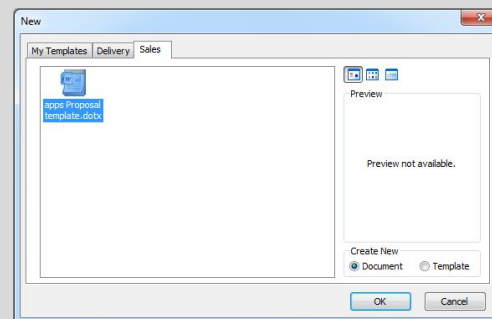 New
My Templates Delivery Sales
apps Proposal
template.dotx
Preview
Preview not available.
Create New
Document Template
OK Cancel